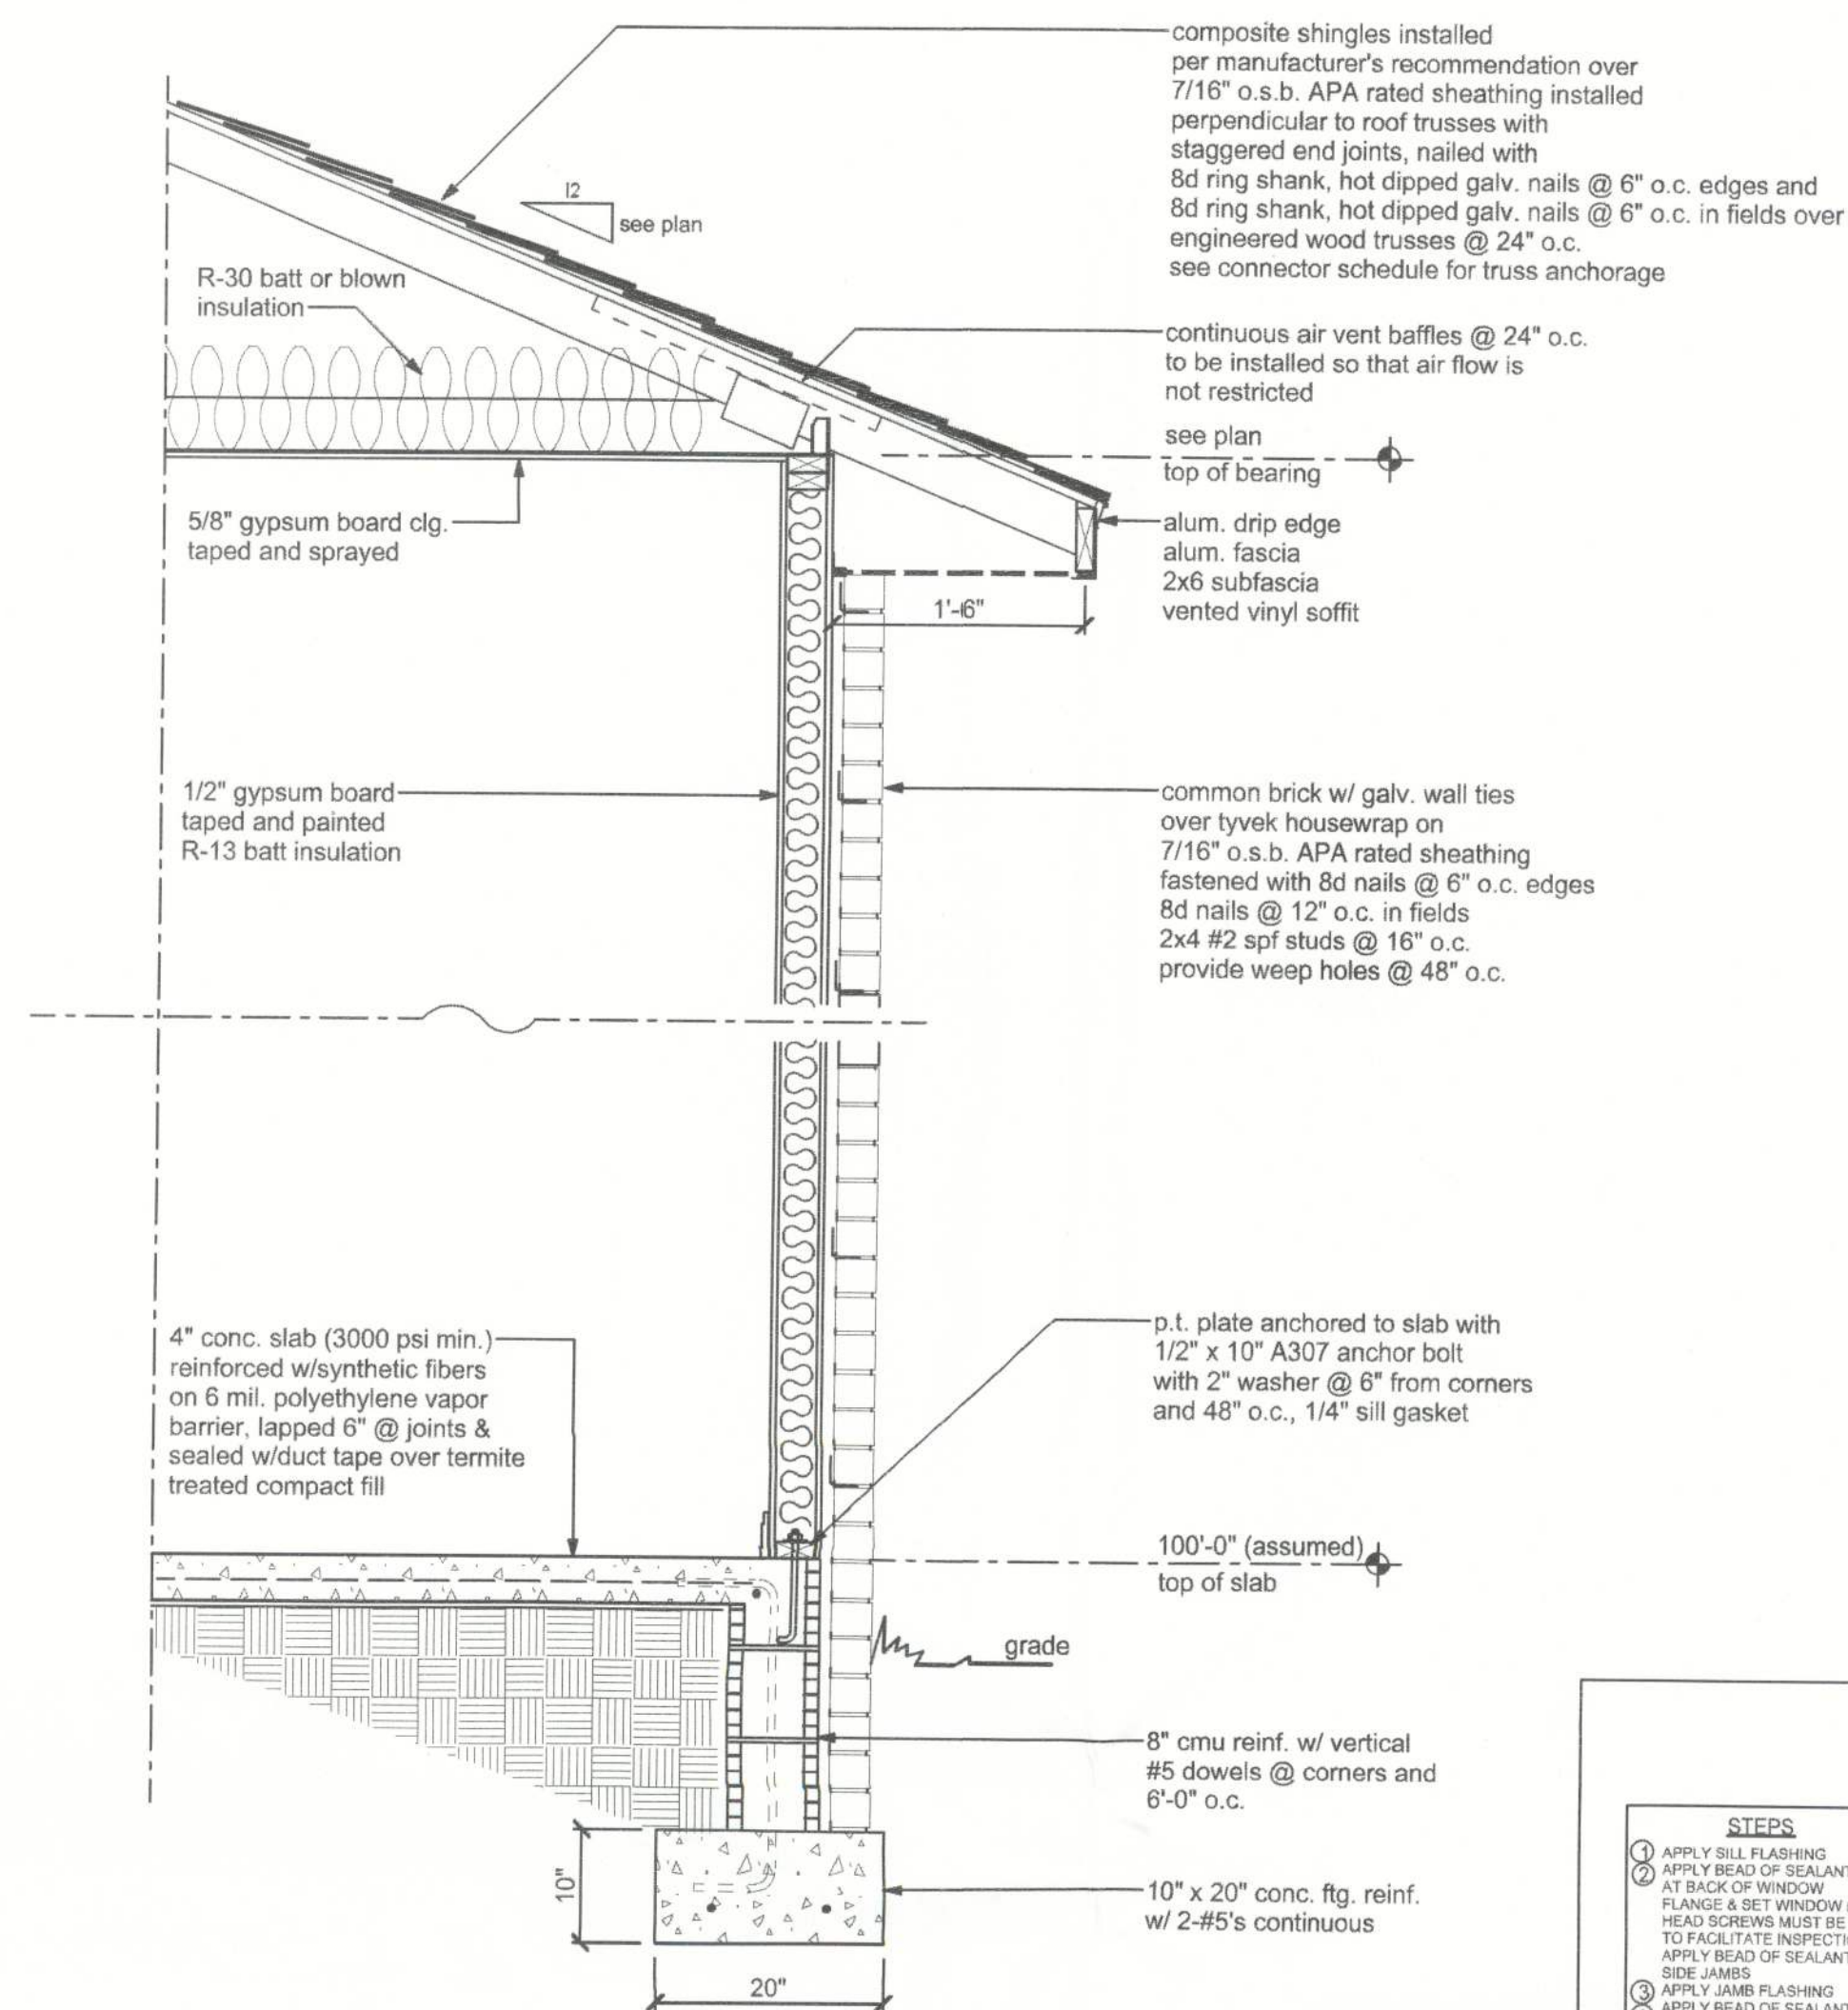 composite shingles installed
per manufacturer's recommendation over
7/16" o.s.b. APA rated sheathing installed
perpendicular to roof trusses with
staggered end joints, nailed with
8d ring shank, hot dipped galv. nails @ 6" o.c. edges and
8d ring shank, hot dipped galv. nails @ 6" o.c. in fields over
engineered wood trusses @ 24" o.c.
see connector schedule for truss anchorage
12
see plan
R-30 batt or blown
insulation
continuous air vent baffles @ 24" o.c.
to be installed so that air flow is
not restricted
see plan
top of bearing
5/8" gypsum board clg.
taped and sprayed
alum. drip edge
alum. fascia
2x6 subfascia
vented vinyl soffit
1'-6"
1/2" gypsum board
taped and painted
R-13 batt insulation
common brick w/ galv. wall ties
over tyvek housewrap on
7/16" o.s.b. APA rated sheathing
fastened with 8d nails @ 6" o.c. edges
8d nails @ 12" o.c. in fields
2x4 #2 spf studs @ 16" o.c.
provide weep holes @ 48" o.c.
4" conc. slab (3000 psi min.)
reinforced w/synthetic fibers
on 6 mil. polyethylene vapor
barrier, lapped 6" @ joints &
sealed w/duct tape over termite
treated compact fill
p.t. plate anchored to slab with
1/2" x 10" A307 anchor bolt
with 2" washer @ 6" from corners
and 48" o.c., 1/4" sill gasket
100'-0" (assumed)
top of slab
grade
8" cmu reinf. w/ vertical
#5 dowels @ corners and
6'-0" o.c.
10"
10" x 20" conc. ftg. reinf.
w/ 2-#5's continuous
20"
STEPS
1 APPLY SILL FLASHING
2 APPLY BEAD OF SEALANT
AT BACK OF WINDOW
FLANGE & SET WINDOW
HEAD SCREWS MUST BE
TO FACILITATE
APPLY BEAD OF SEALANT
SIDE JAMBS
3 APPLY JAMB FLASHING
APPLY BEAD OF SEALANT